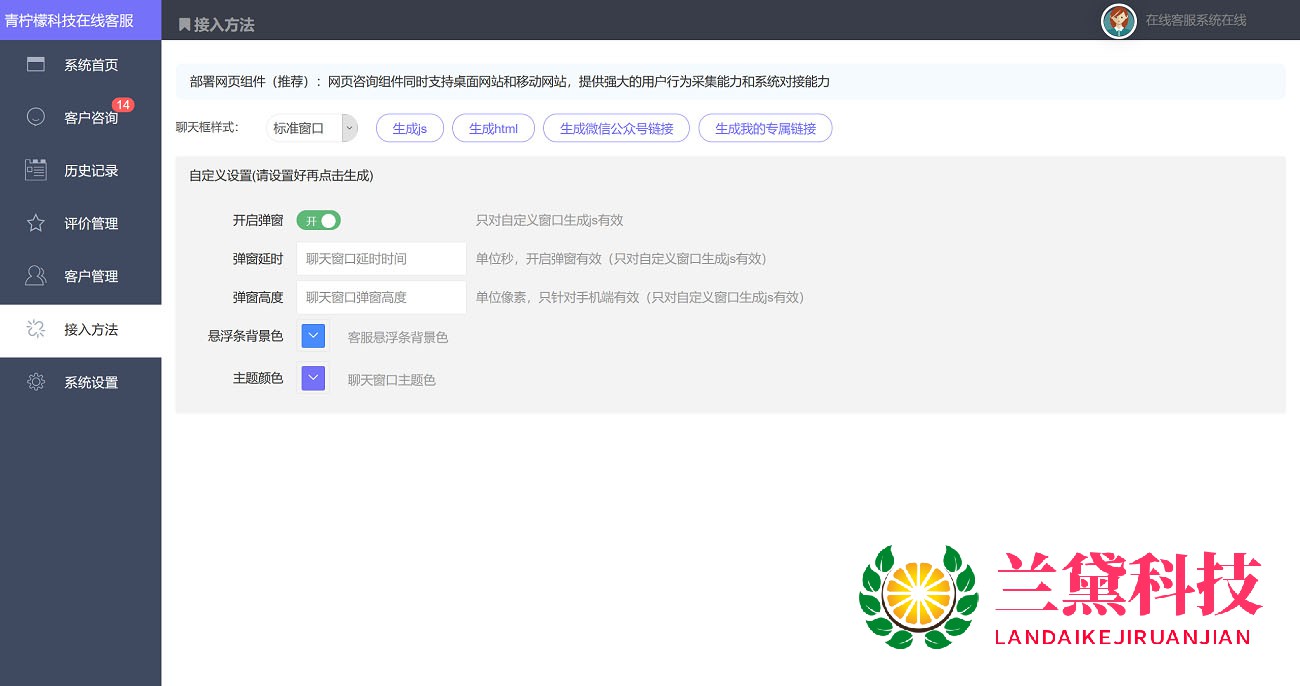 青柠檬科技在线客服
接入方法
在线客服系统在线
系统首页
客户咨询
14
历史记录
评价管理
客户管理
接入方法
系统设置
部署网页组件（推荐）：网页咨询组件同时支持桌面网站和移动网站，提供强大的用户行为采集能力和系统对接能力
聊天框样式： 标准窗口 生成js 生成html 生成微信公众号链接 生成我的专属链接
自定义设置(请设置好再点击生成)
开启弹窗 开 只对自定义窗口生成js有效
弹窗延时 聊天窗口延时时间 单位秒，开启弹窗有效（只对自定义窗口生成js有效）
弹窗高度 聊天窗口弹窗高度 单位像素，只针对手机端有效（只对自定义窗口生成js有效）
悬浮条背景色 客服悬浮条背景色
主题颜色 聊天窗口主题色
兰黛科技
LANDAIKEJIRUANJIAN